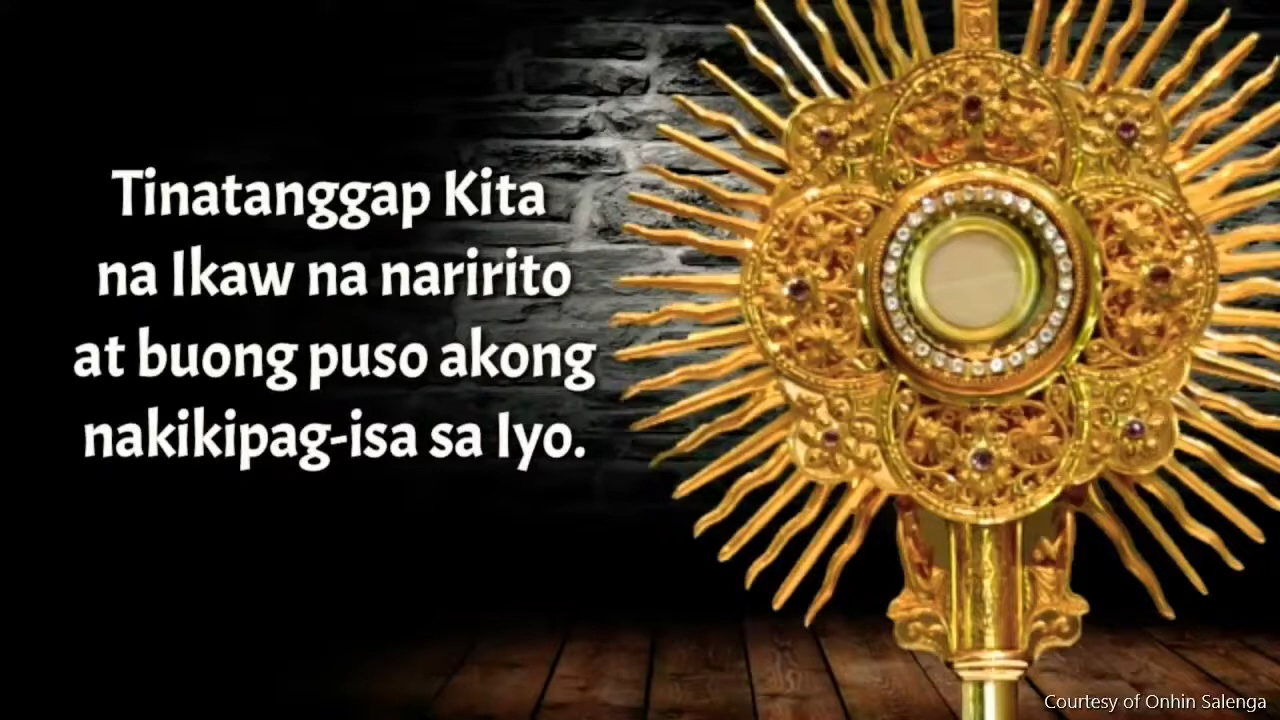 Tinatanggap Kita
na Ikaw na naririto
at buong puso akong
nakikipag-isa sa Iyo.
Courtesy of Onhin Salenga